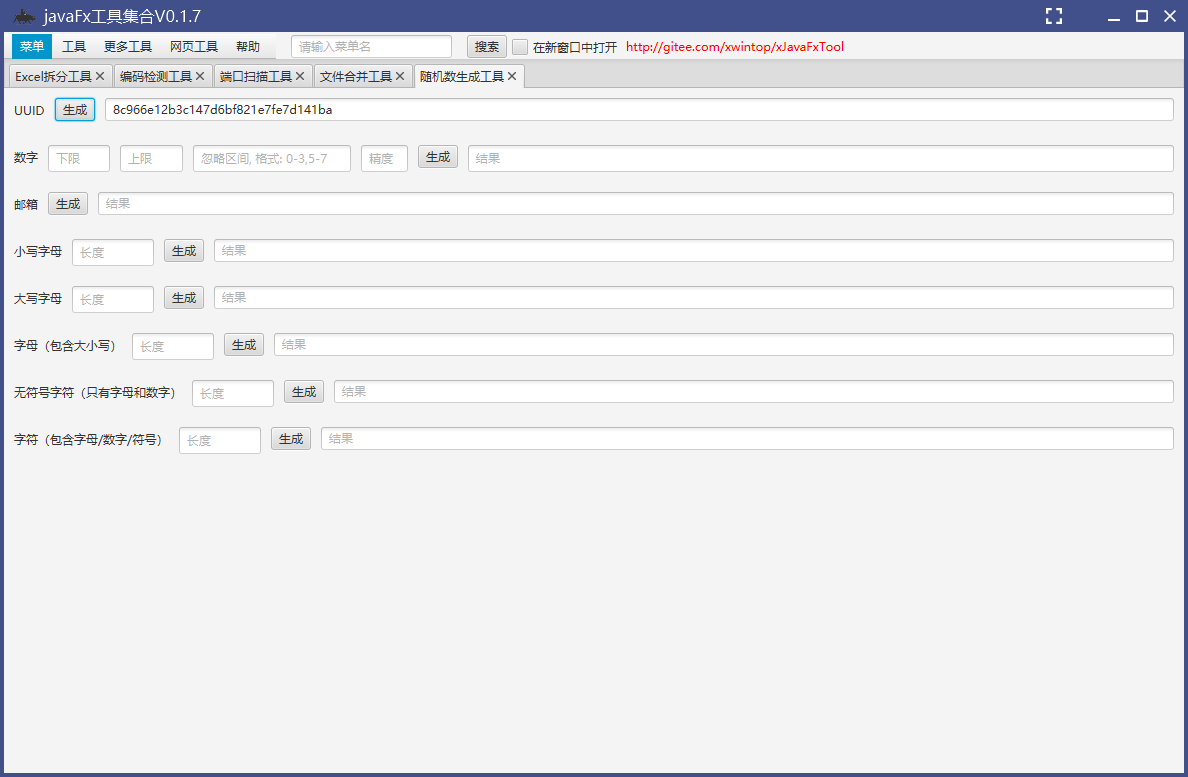 javaFx工具集合V0.1.7
菜单 工具 更多工具 网页工具 帮助 请输入菜单名 搜索 在新窗口中打开 http://gitee.com/xwintop/xJavaFxTool
Excel拆分工具 编码检测工具 端口扫描工具 文件合并工具 随机数生成工具
UUID 生成 8c966e12b3c147d6bf821e7fe7d141ba
数字 下限 上限 忽略区间, 格式: 0-3,5-7 精度 生成 结果
邮箱 生成 结果
小写字母 长度 生成 结果
大写字母 长度 生成 结果
字母（包含大小写） 长度 生成 结果
无符号字符（只有字母和数字） 长度 生成 结果
字符（包含字母/数字/符号） 长度 生成 结果